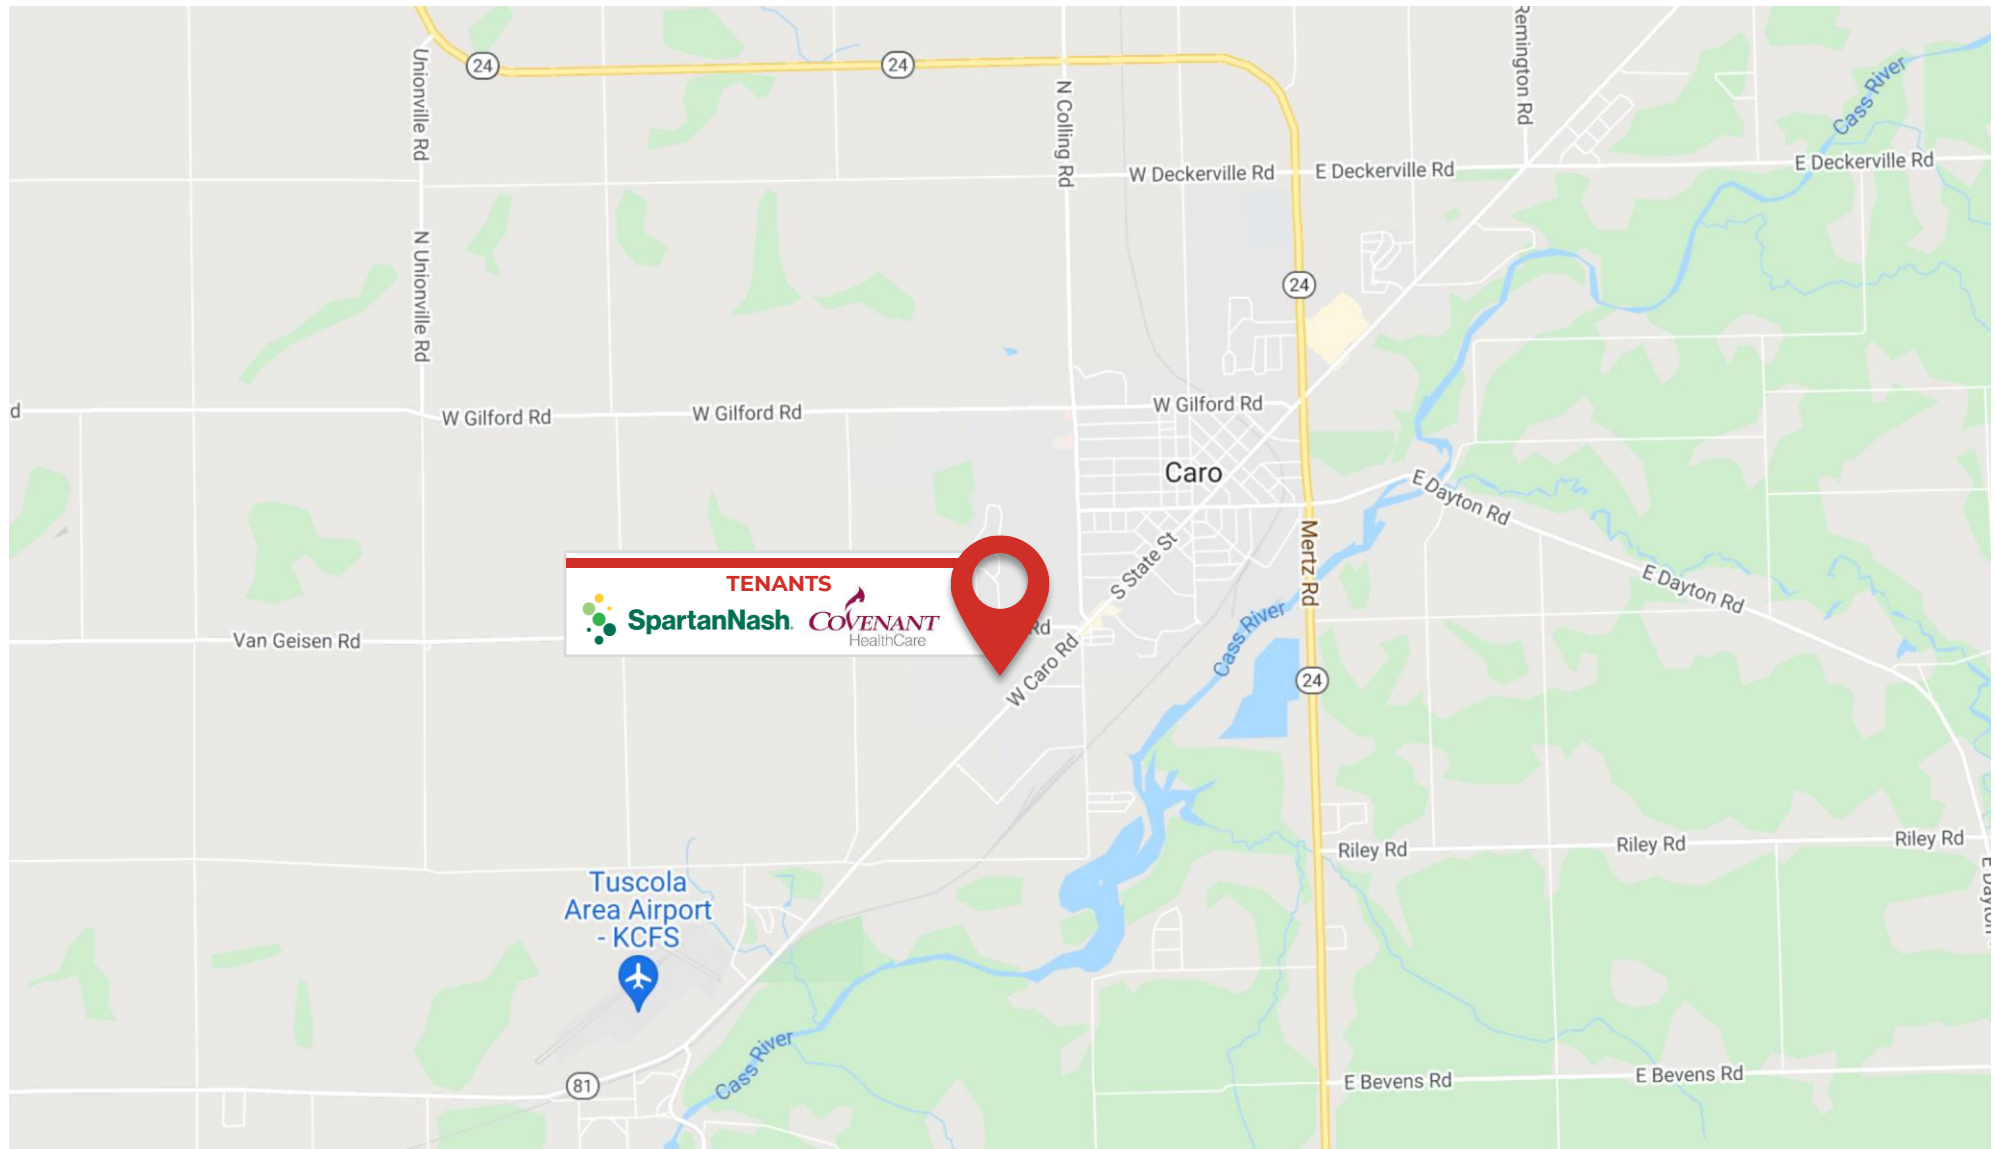 24
24
Unionville Rd
N Colling Rd
Remington Rd
Cass River
W Deckerville Rd
E Deckerville Rd
E Deckerville Rd
N Unionville Rd
24
d
W Gilford Rd
W Gilford Rd
W Gilford Rd
Caro
E Dayton Rd
Mertz Rd
S State St
E Dayton Rd
TENANTS
SpartanNash
COVENANT
HealthCare
Cass River
Rd
Van Geisen Rd
W Caro Rd
24
Riley Rd
Riley Rd
Riley Rd
E Dayton
Tuscola
Area Airport
- KCFS
Cass River
81
E Bevens Rd
E Bevens Rd